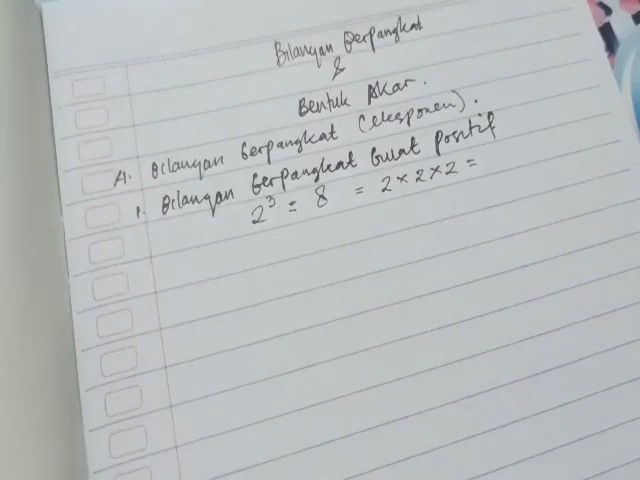 Bilangan Berpangkat
&
Bentuk Akar.
A. Bilangan berpangkat (eksponen).
1. Bilangan berpangkat bulat positif
2³ = 8 = 2 × 2 × 2 =